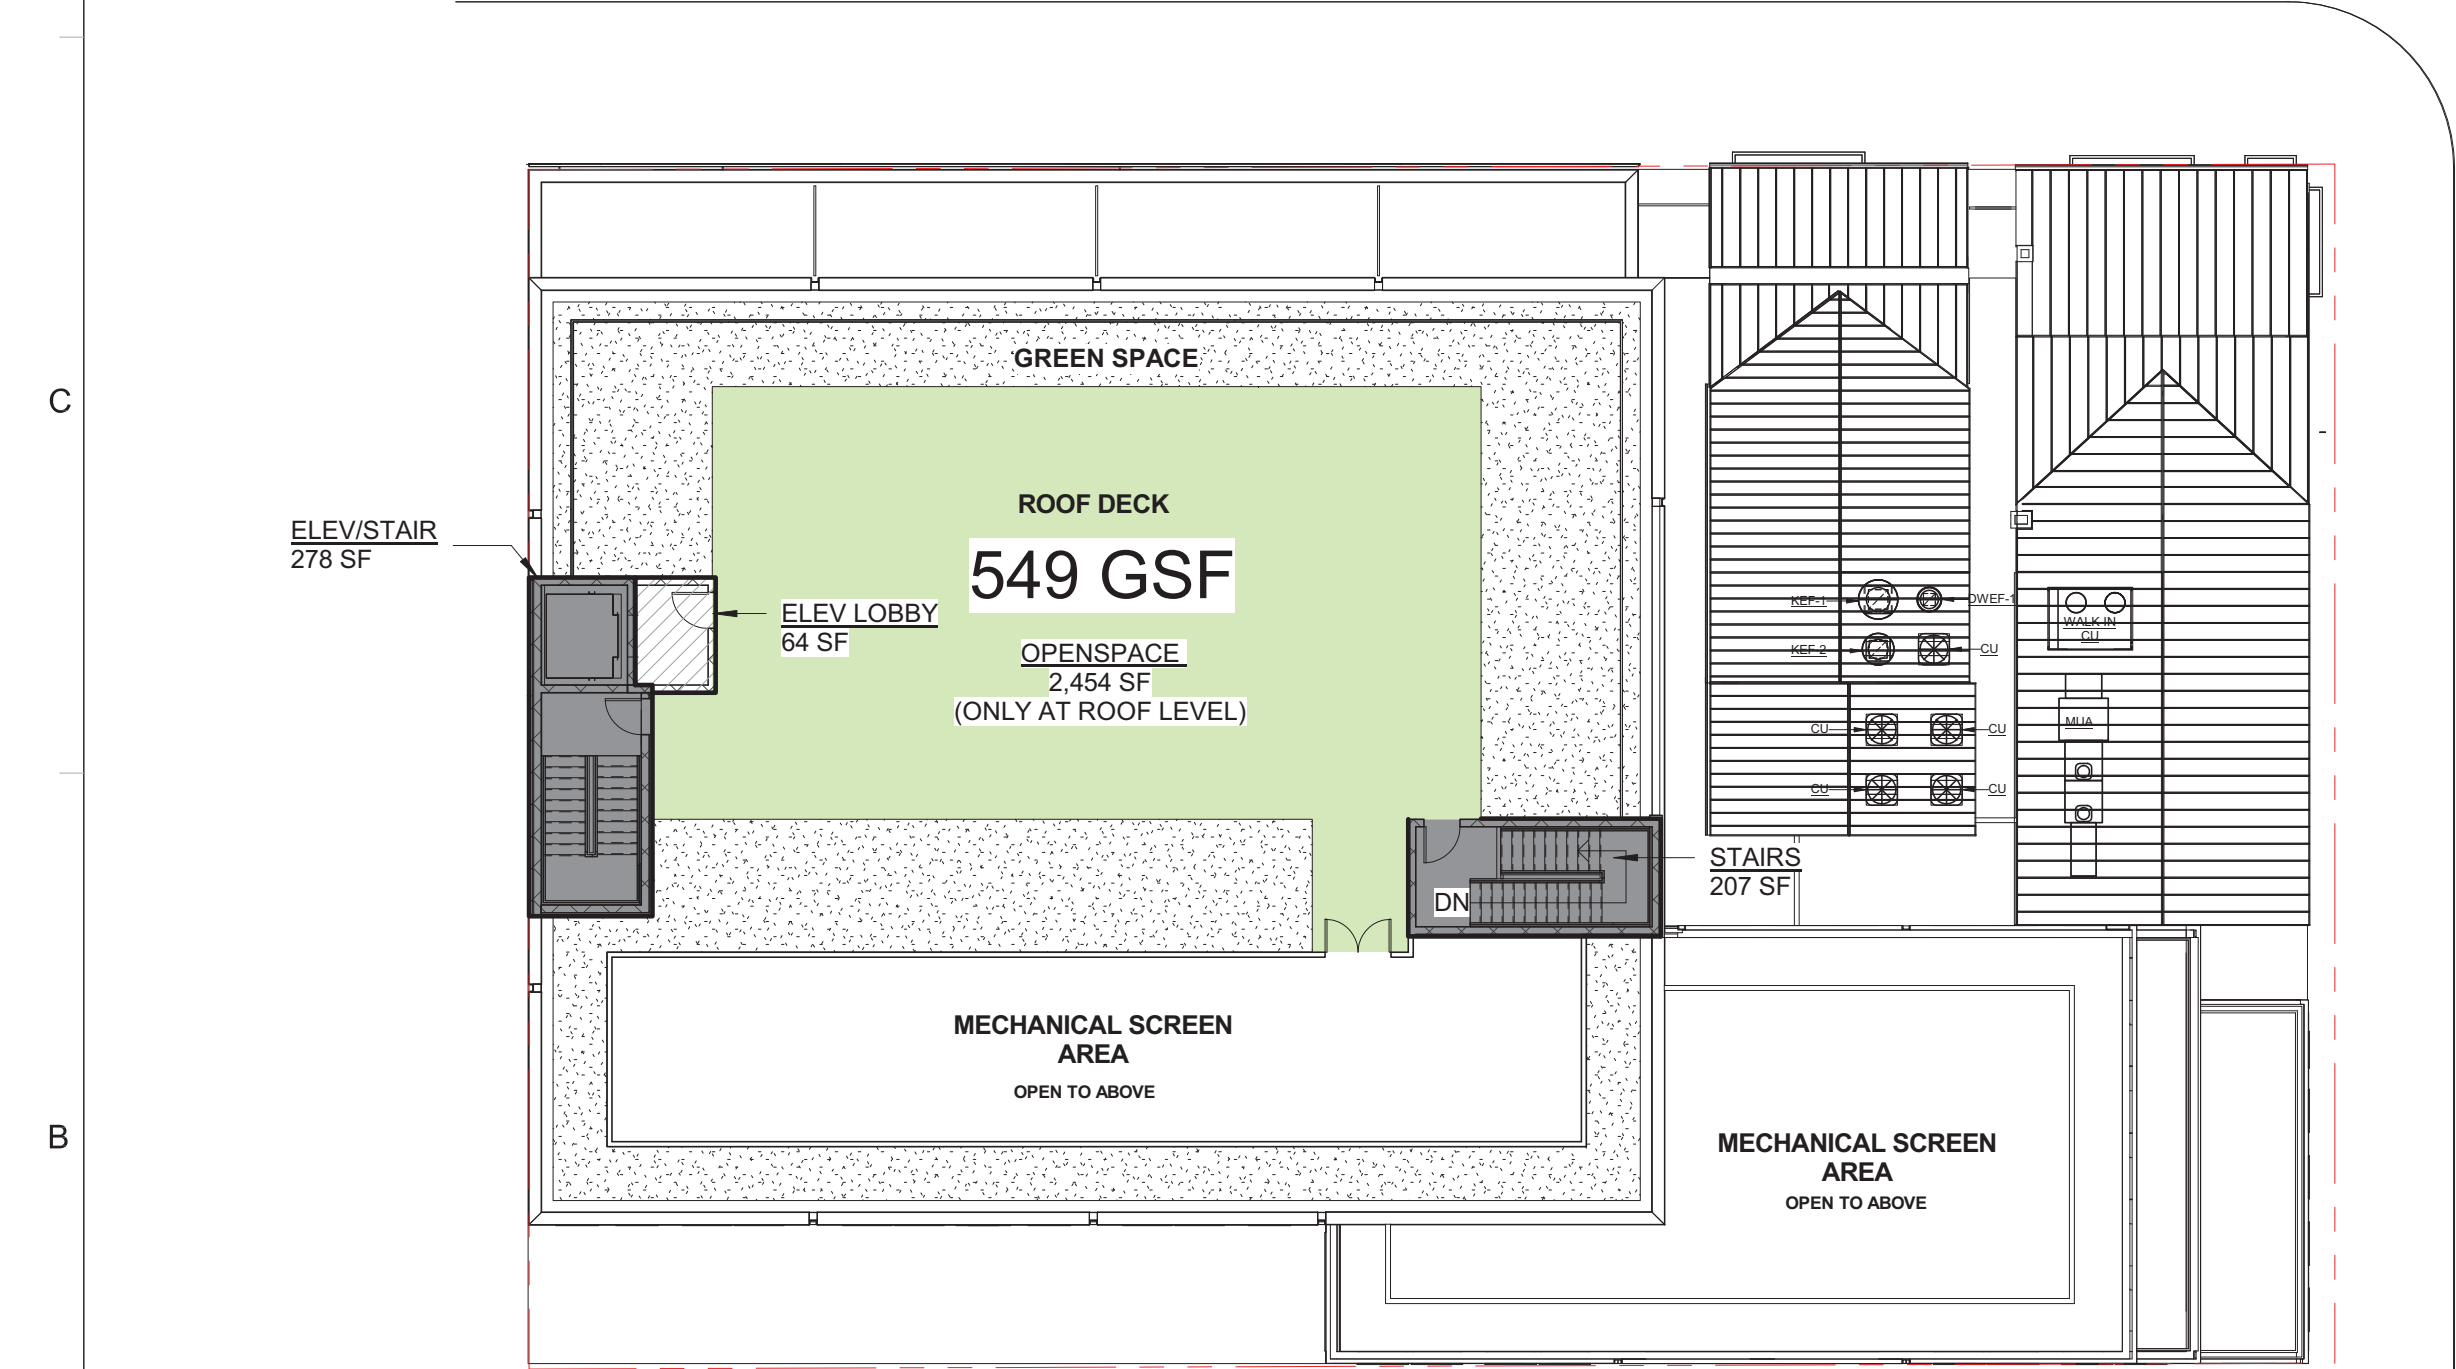 C
GREEN SPACE
ROOF DECK
549 GSF
ELEV/STAIR
278 SF
ELEV LOBBY
64 SF
OPENSPACE
2,454 SF
(ONLY AT ROOF LEVEL)
KEF-1
DWEF-1
KEF-2
CU
WALK IN
CU
CU
CU
MUA
CU
CU
STAIRS
207 SF
DN
MECHANICAL SCREEN
AREA
OPEN TO ABOVE
B
MECHANICAL SCREEN
AREA
OPEN TO ABOVE